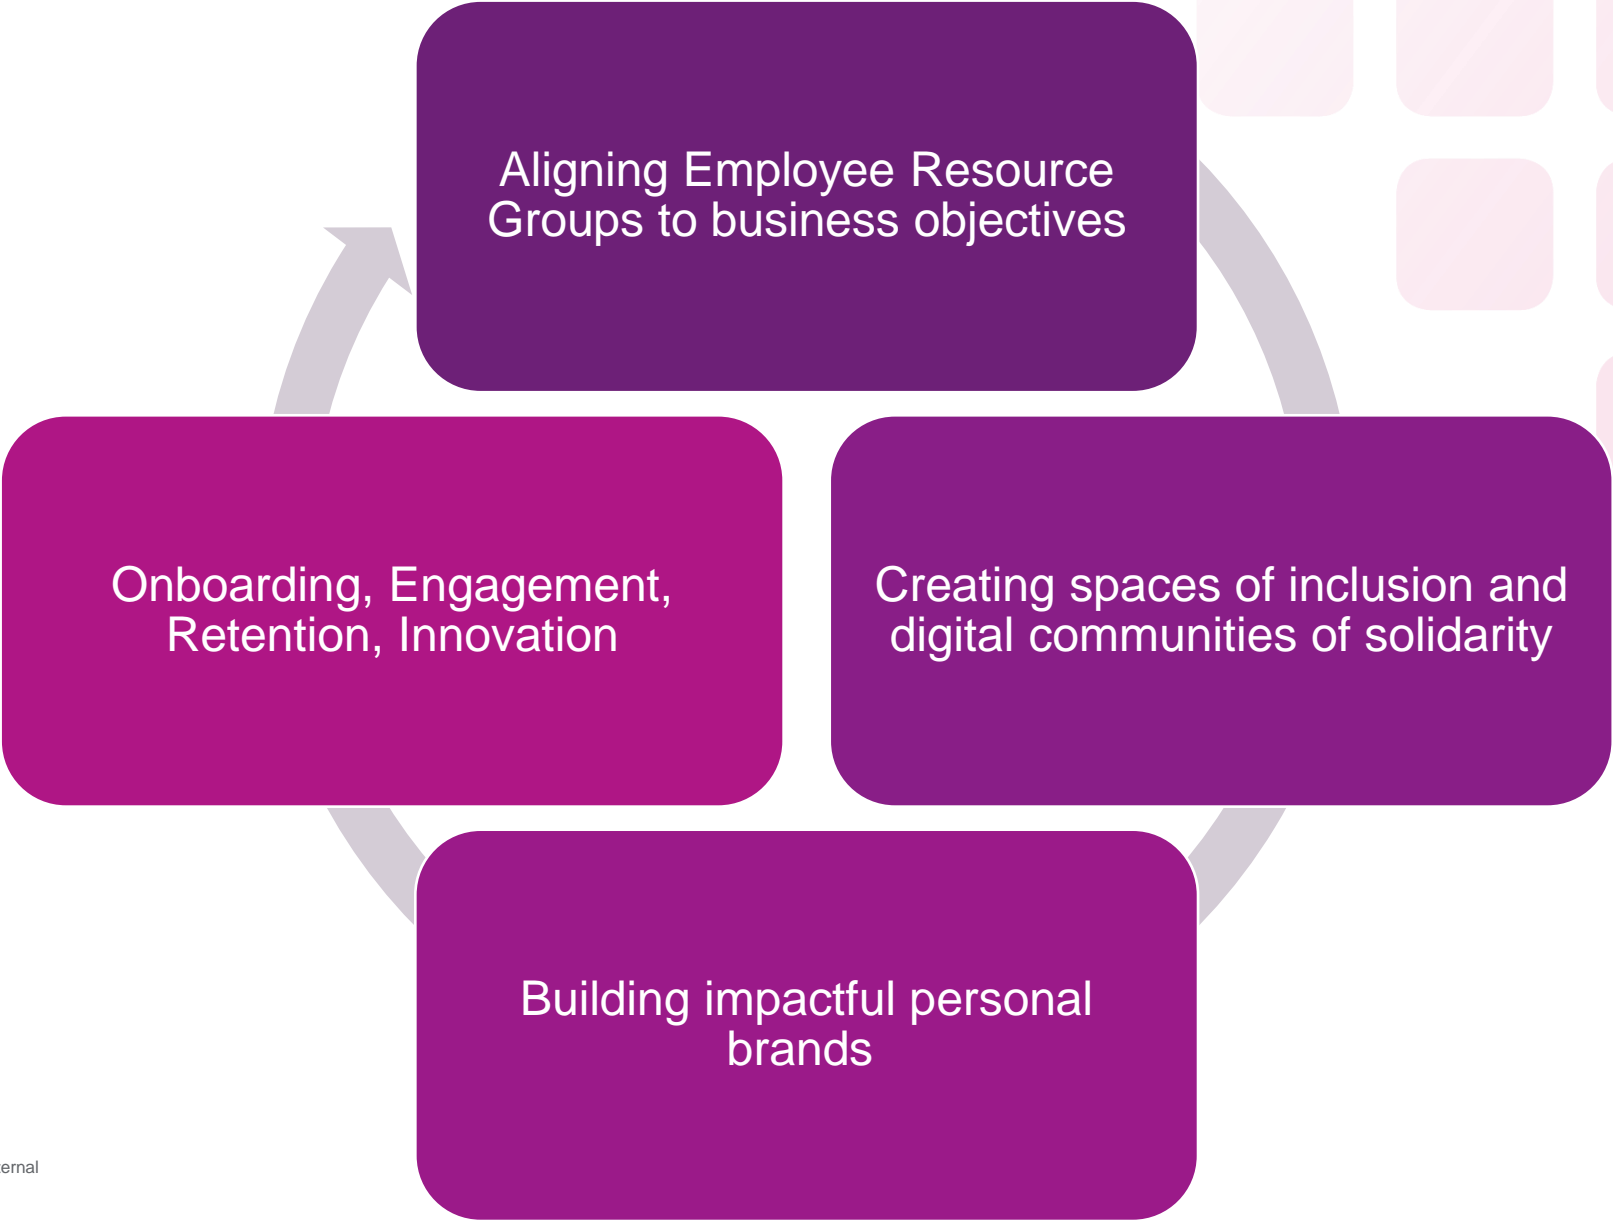 Aligning Employee Resource
Groups to business objectives
Onboarding, Engagement,
Retention, Innovation
Creating spaces of inclusion and
digital communities of solidarity
Building impactful personal
brands